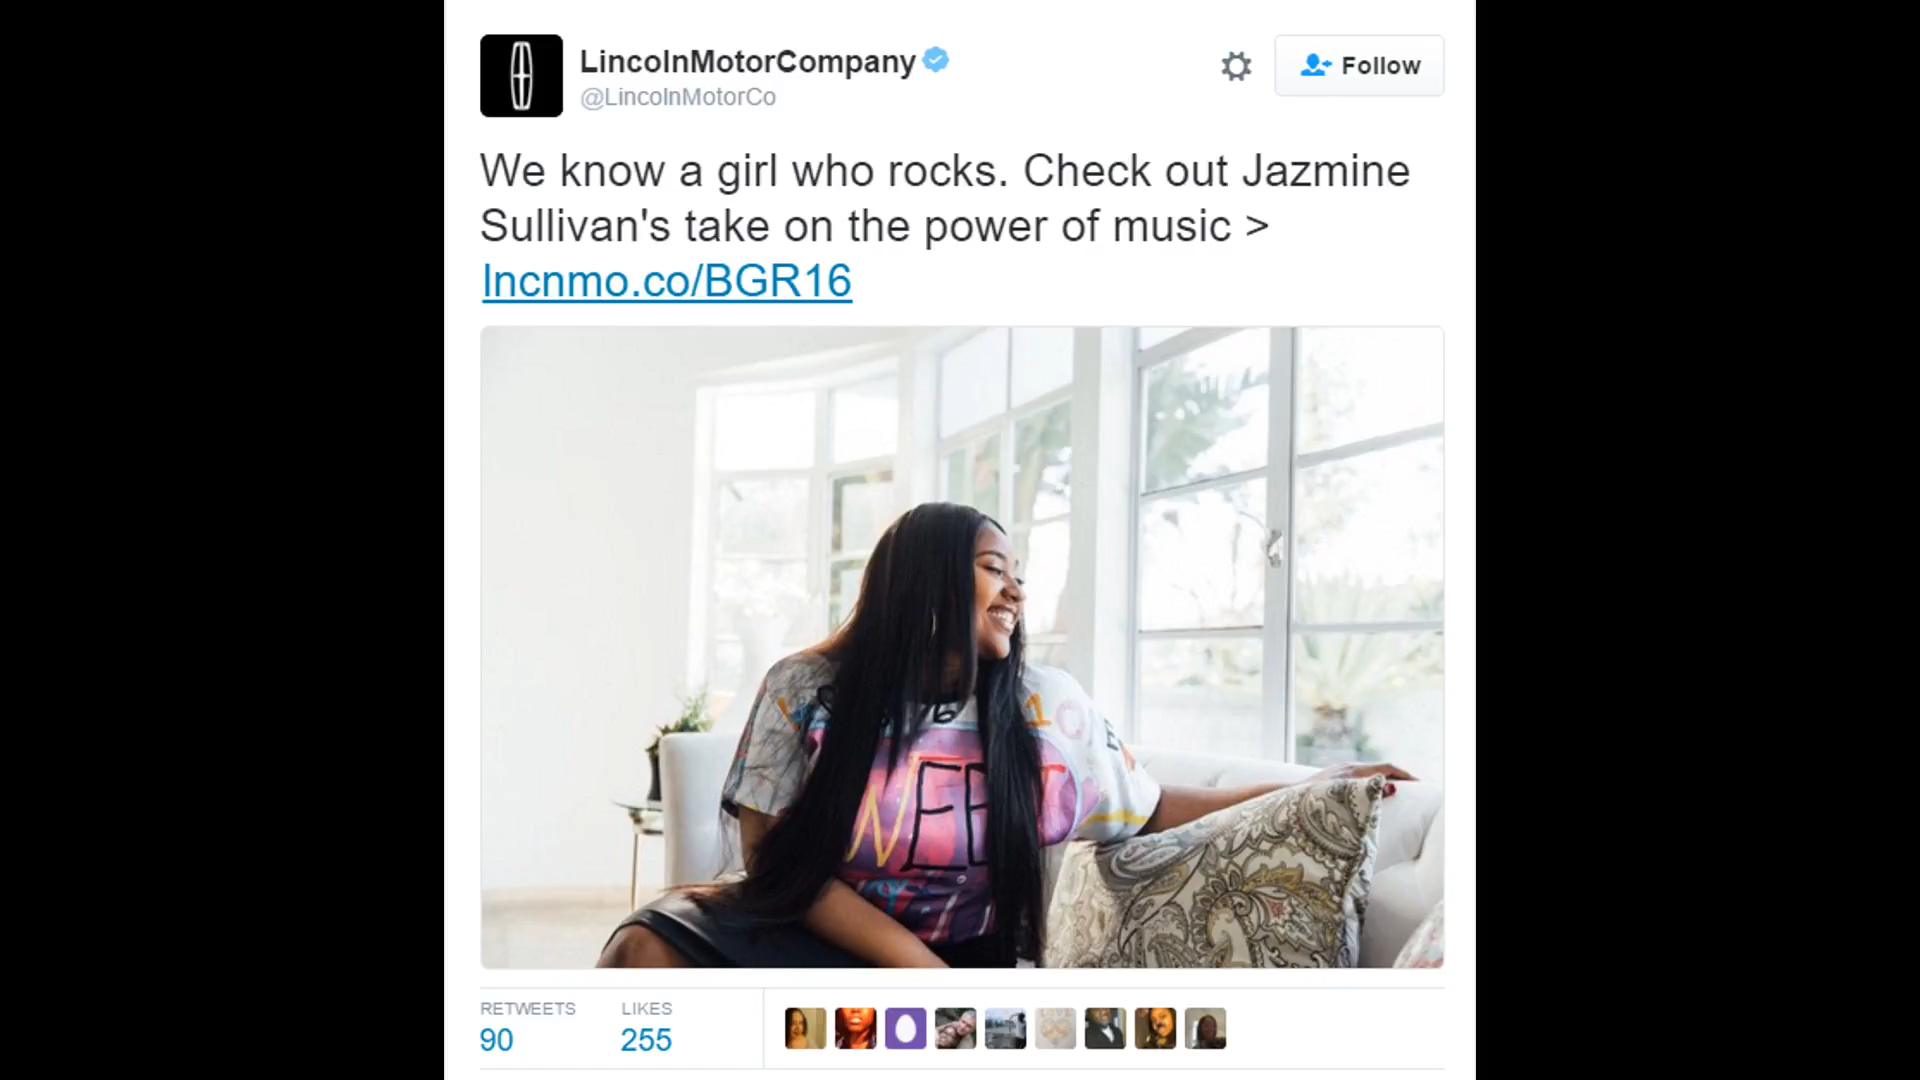 LincolnMotorCompany
@LincolnMotorCo
Follow
We know a girl who rocks. Check out Jazmine
Sullivan's take on the power of music >
lncnmo.co/BGR16
RETWEETS
LIKES
90
255